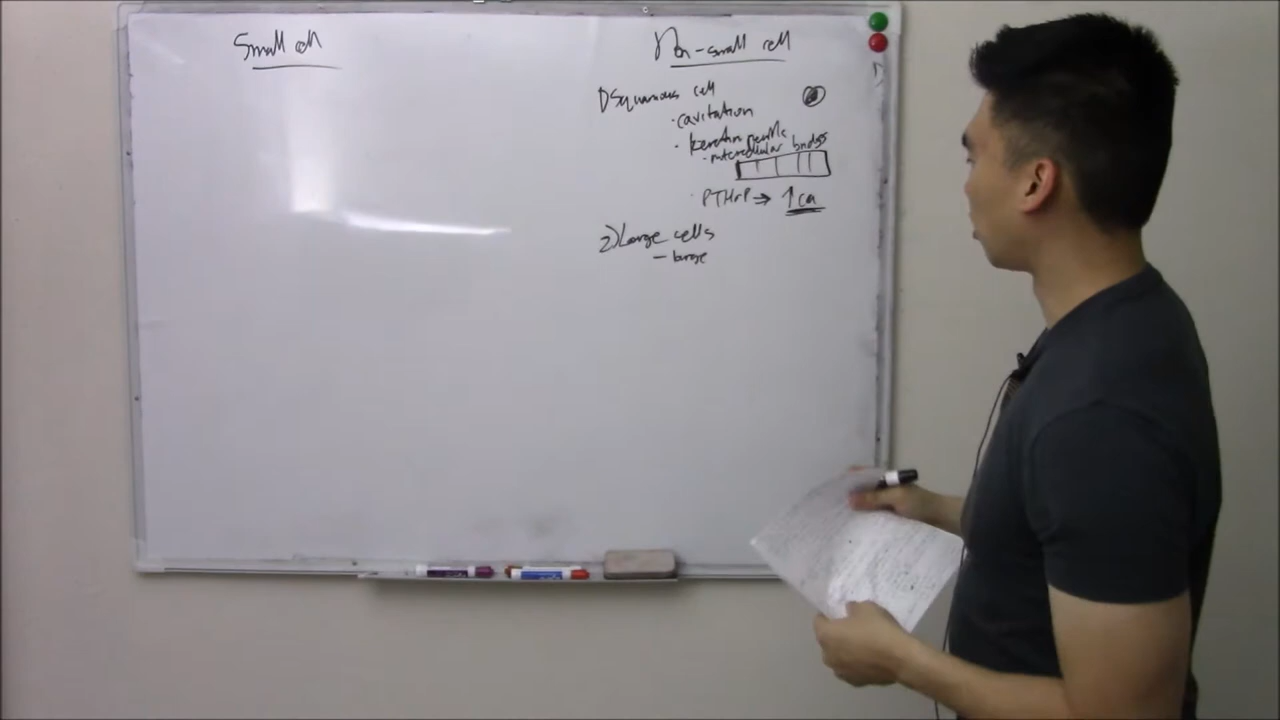 Small cell
Non-small cell
1) Squamous cell
· cavitation
· keratin pearls
· intercellular bridges
· PTHrP ⇒ ↑ ca
2) Large cells
– large